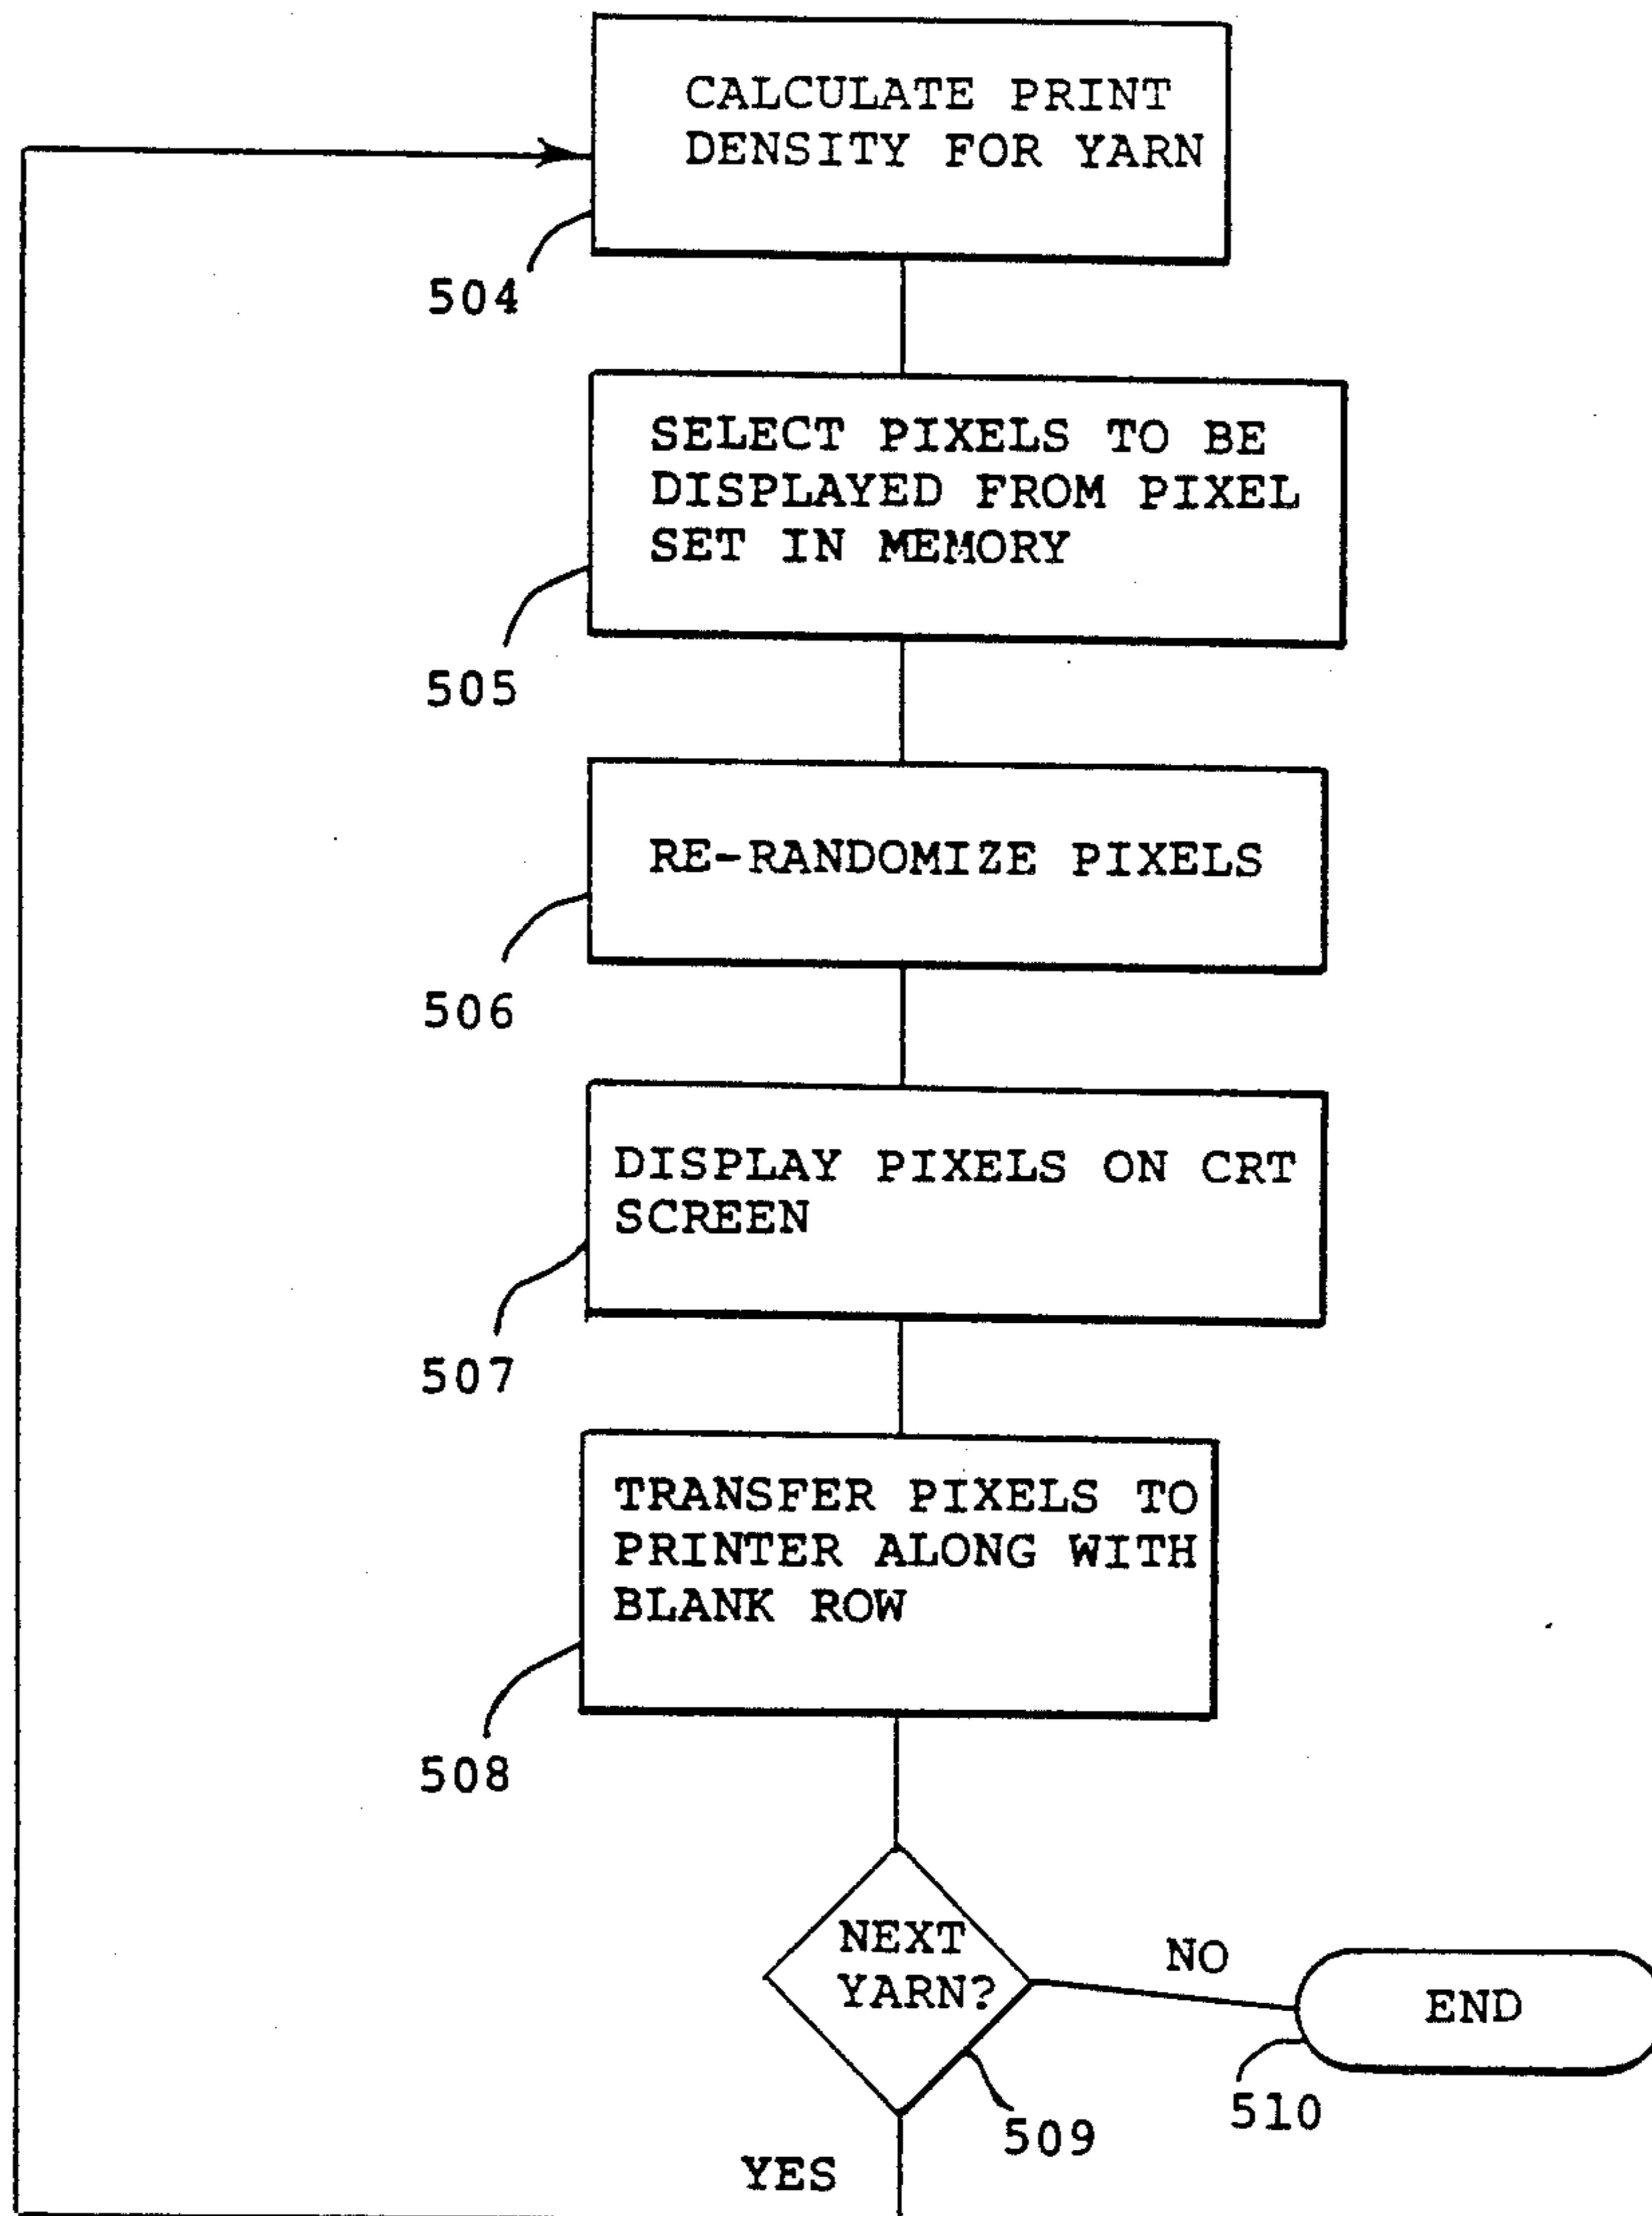 CALCULATE PRINT
DENSITY FOR YARN
504
SELECT PIXELS TO BE
DISPLAYED FROM PIXEL
SET IN MEMORY
505
RE-RANDOMIZE PIXELS
506
DISPLAY PIXELS ON CRT
SCREEN
507
TRANSFER PIXELS TO
PRINTER ALONG WITH
BLANK ROW
508
NEXT
YARN?
NO
END
509
510
YES